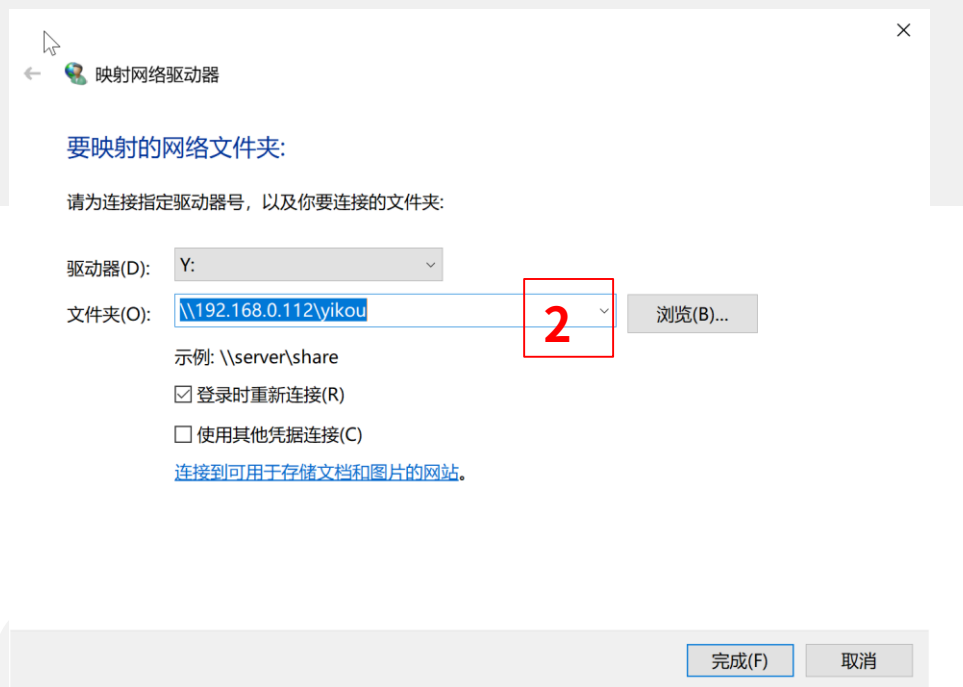 映射网络驱动器
要映射的网络文件夹:
请为连接指定驱动器号，以及你要连接的文件夹:
驱动器(D): Y:
文件夹(O): \\192.168.0.112\yikou 2 浏览(B)...
示例: \\server\share
登录时重新连接(R)
使用其他凭据连接(C)
连接到可用于存储文档和图片的网站。
完成(F) 取消